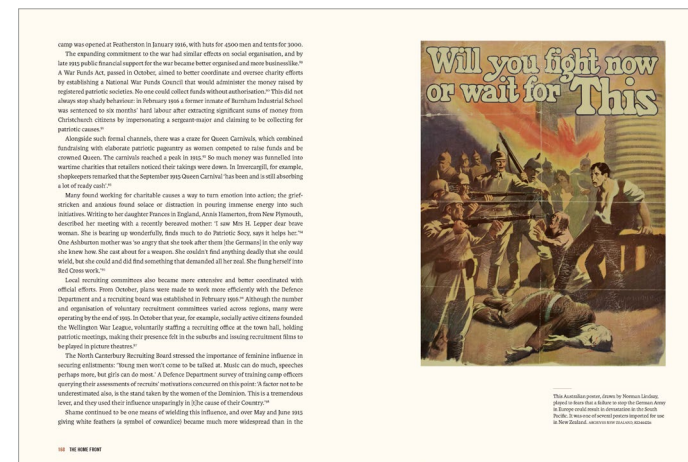 camp was opened at Featherston in January 1916, with huts for 4500 men and tents for 3000.
The expanding commitment to the war had similar effects on social organisation, and by
late 1915 public financial support for the war became better organised and more businesslike.
A War Funds Act, passed in October, aimed to better coordinate and oversee charity efforts
by establishing a National War Funds Council that would administer the money raised by
registered patriotic societies. No one could collect funds without authorisation. This did not
always stop shady behaviour: in February 1916 a former inmate of Burnham Industrial School
was sentenced to six months' hard labour after extracting significant sums of money from
Christchurch citizens by impersonating a sergeant-major and claiming to be collecting for
patriotic causes.
Alongside such formal channels, there was a craze for Queen Carnivals, which combined
fundraising with elaborate patriotic pageantry as women competed to raise funds and be
crowned Queen. The carnivals reached a peak in 1915. So much money was funnelled into
wartime charities that retailers noticed their takings were down. In Invercargill, for example,
shopkeepers remarked that the September 1915 Queen Carnival 'has been and is still absorbing
a lot of ready cash'.
Many found working for charitable causes a way to turn emotion into action; the grief-
stricken and anxious found solace or distraction in pouring immense energy into such
initiatives. Writing to her daughter Frances in England, Annis Hamerton, from New Plymouth,
described her meeting with a recently bereaved mother: 'I saw Mrs H. Lepper dear brave
woman. She is bearing up wonderfully, finds much to do Patriotic Socy, says it helps her.'
One Ashburton mother was 'so angry that she took after them [the Germans] in the only way
she knew how. She cast about for a weapon. She couldn't find anything deadly that she could
wield, but she could and did find something that demanded all her zeal. She flung herself into
Red Cross work.'
Local recruiting committees also became more extensive and better coordinated with
official efforts. From October, plans were made to work more efficiently with the Defence
Department and a recruiting board was established in February 1916. Although the number
and organisation of voluntary recruitment committees varied across regions, many were
operating by the end of 1915. In October that year, for example, socially active citizens founded
the Wellington War League, voluntarily staffing a recruiting office at the town hall, holding
patriotic meetings, making their presence felt in the suburbs and issuing recruitment films to
be played in picture theatres.
The North Canterbury Recruiting Board stressed the importance of feminine influence in
securing enlistments: 'Young men won't come to be talked at. Music can do much, speeches
perhaps more, but girls can do most.' A Defence Department survey of training camp officers
querying their assessments of recruits' motivations concurred on this point: 'A factor not to be
underestimated also, is the stand taken by the women of the Dominion. This is a tremendous
lever, and they used their influence unsparingly in [t]he cause of their Country.'
Shame continued to be one means of wielding this influence, and over May and June 1915
giving white feathers (a symbol of cowardice) became much more widespread than in the
168 THE HOME FRONT
Will you fight now
or wait for This
This Australian poster, drawn by Norman Lindsay,
played to fears that a failure to stop the German Army
in Europe could result in devastation in the South
Pacific. It was one of several posters imported for use
in New Zealand. ARCHIVES NEW ZEALAND,